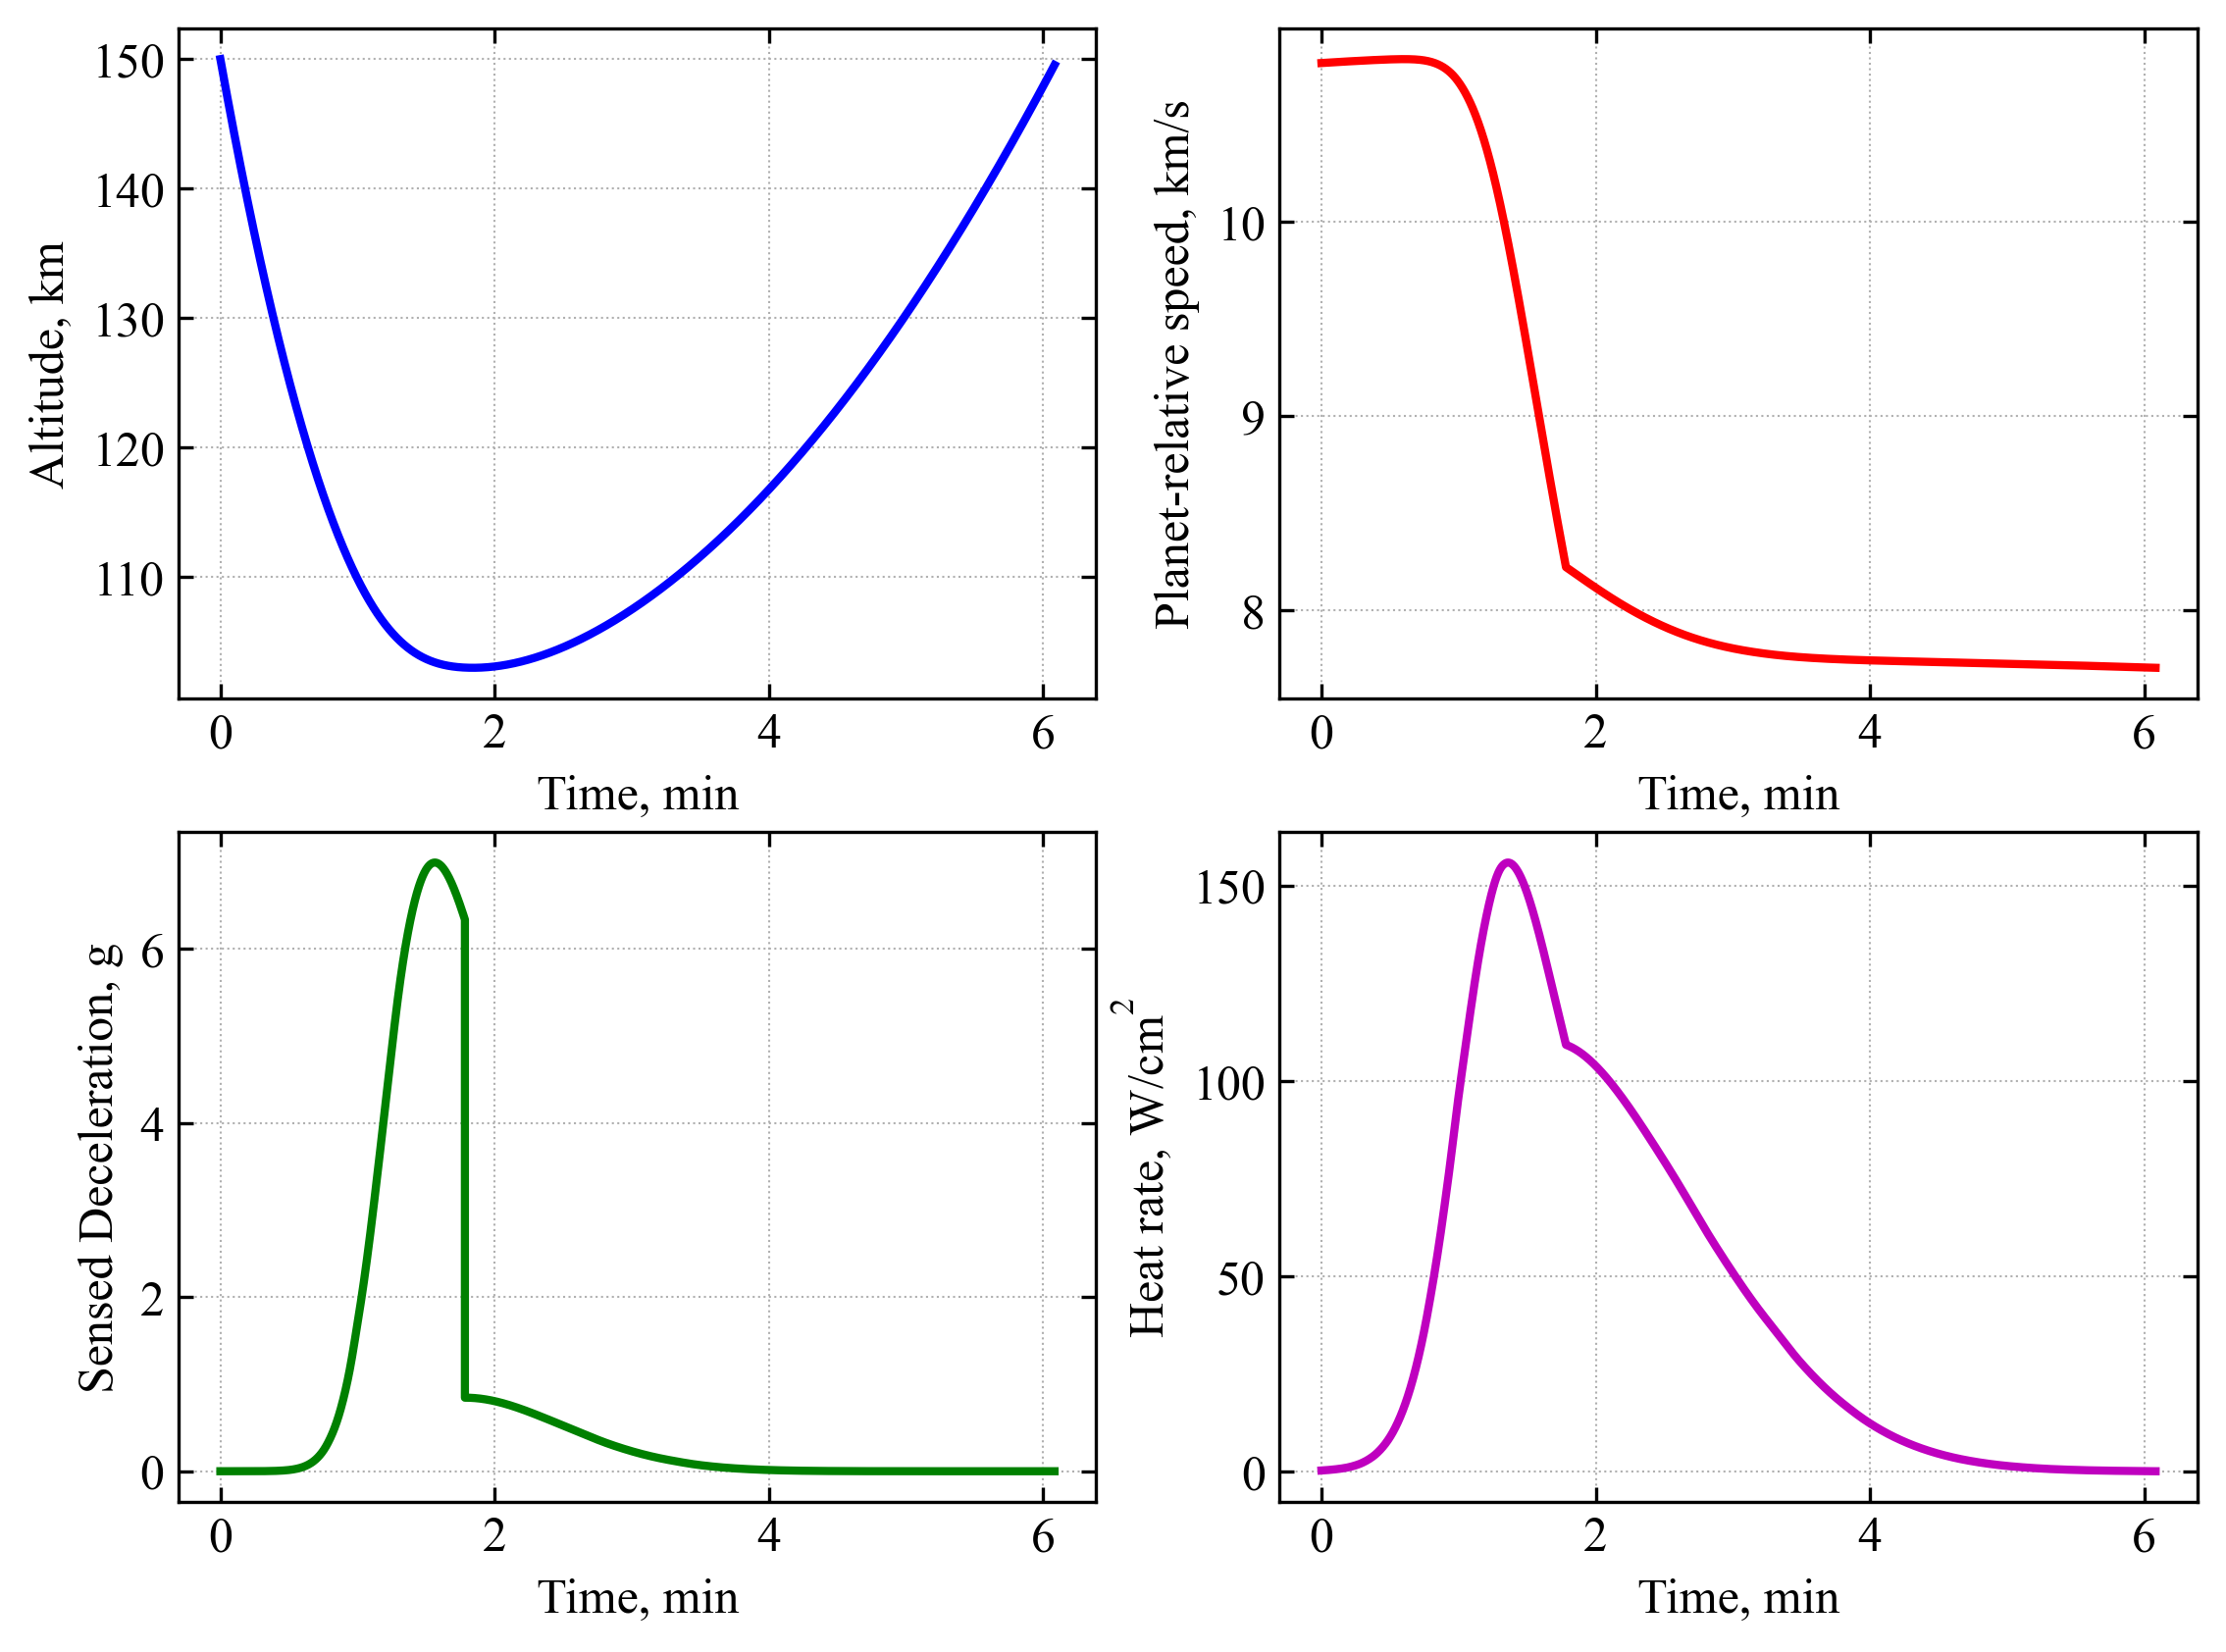 150
140
130
120
110
Altitude, km
0 2 4 6
Time, min
10
9
8
Planet-relative speed, km/s
0 2 4 6
Time, min
6
4
2
0
Sensed Deceleration, g
0 2 4 6
Time, min
150
100
50
0
Heat rate, W/cm²
0 2 4 6
Time, min